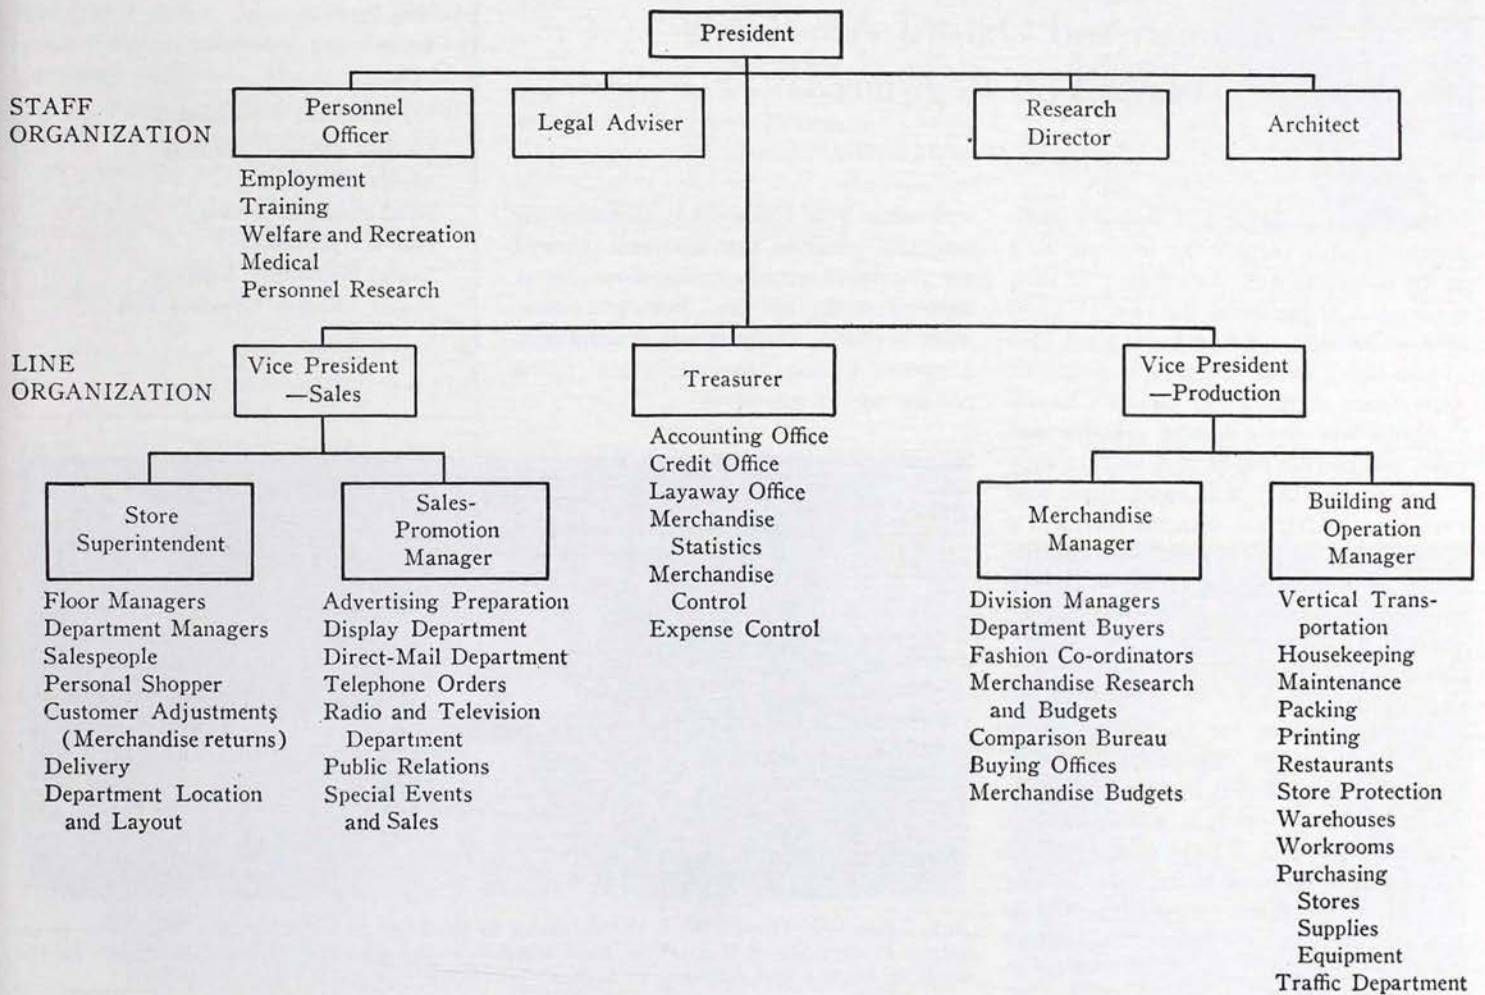 President
STAFF
ORGANIZATION
Personnel
Officer
Legal Adviser
Research
Director
Architect
Employment
Training
Welfare and Recreation
Medical
Personnel Research
LINE
ORGANIZATION
Vice President
—Sales
Treasurer
Vice President
—Production
Store
Superintendent
Floor Managers
Department Managers
Salespeople
Personal Shopper
Customer Adjustments
(Merchandise returns)
Delivery
Department Location
and Layout
Sales-
Promotion
Manager
Advertising Preparation
Display Department
Direct-Mail Department
Telephone Orders
Radio and Television
Department
Public Relations
Special Events
and Sales
Accounting Office
Credit Office
Layaway Office
Merchandise
Statistics
Merchandise
Control
Expense Control
Merchandise
Manager
Division Managers
Department Buyers
Fashion Co-ordinators
Merchandise Research
and Budgets
Comparison Bureau
Buying Offices
Merchandise Budgets
Building and
Operation
Manager
Vertical Trans-
portation
Housekeeping
Maintenance
Packing
Printing
Restaurants
Store Protection
Warehouses
Workrooms
Purchasing
Stores
Supplies
Equipment
Traffic Department